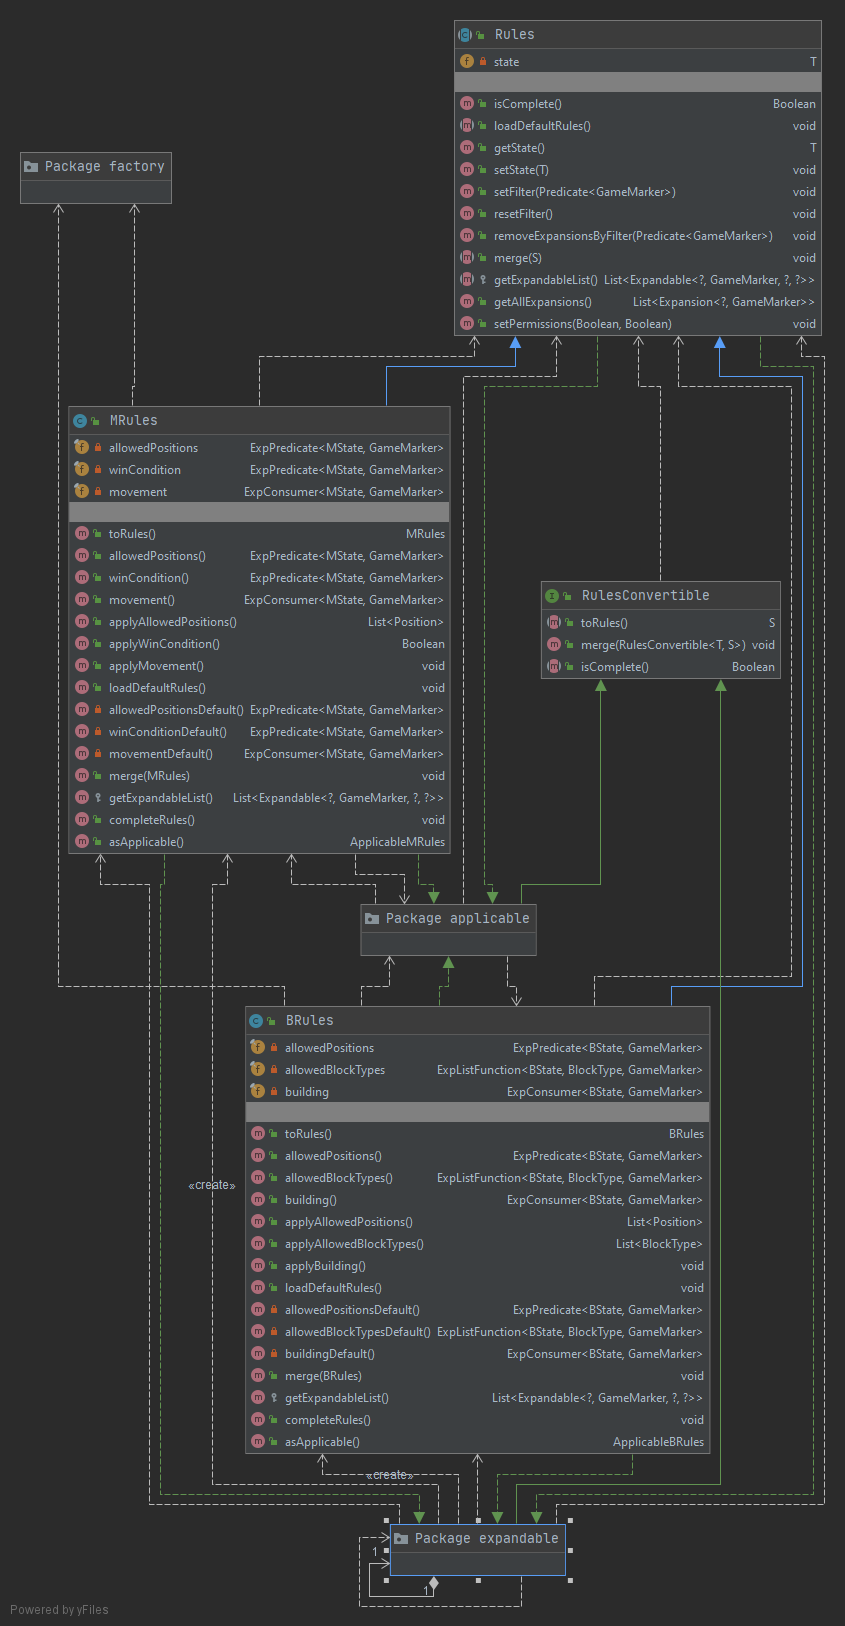 Rules
state T
isComplete() Boolean
loadDefaultRules() void
getState() T
setState(T) void
setFilter(Predicate<GameMarker>) void
resetFilter() void
removeExpansionsByFilter(Predicate<GameMarker>) void
merge(S) void
getExpandableList() List<Expandable<?, GameMarker, ?, ?>>
getAllExpansions() List<Expansion<?, GameMarker>>
setPermissions(Boolean, Boolean) void
Package factory
MRules
allowedPositions ExpPredicate<MState, GameMarker>
winCondition ExpPredicate<MState, GameMarker>
movement ExpConsumer<MState, GameMarker>
toRules() MRules
allowedPositions() ExpPredicate<MState, GameMarker>
winCondition() ExpPredicate<MState, GameMarker>
movement() ExpConsumer<MState, GameMarker>
applyAllowedPositions() List<Position>
applyWinCondition() Boolean
applyMovement() void
loadDefaultRules() void
allowedPositionsDefault() ExpPredicate<MState, GameMarker>
winConditionDefault() ExpPredicate<MState, GameMarker>
movementDefault() ExpConsumer<MState, GameMarker>
merge(MRules) void
getExpandableList() List<Expandable<?, GameMarker, ?, ?>>
completeRules() void
asApplicable() ApplicableMRules
RulesConvertible
toRules() S
merge(RulesConvertible<T, S>) void
isComplete() Boolean
Package applicable
BRules
allowedPositions ExpPredicate<BState, GameMarker>
allowedBlockTypes ExpListFunction<BState, BlockType, GameMarker>
building ExpConsumer<BState, GameMarker>
toRules() BRules
allowedPositions() ExpPredicate<BState, GameMarker>
allowedBlockTypes() ExpListFunction<BState, BlockType, GameMarker>
building() ExpConsumer<BState, GameMarker>
applyAllowedPositions() List<Position>
applyAllowedBlockTypes() List<BlockType>
applyBuilding() void
loadDefaultRules() void
allowedPositionsDefault() ExpPredicate<BState, GameMarker>
allowedBlockTypesDefault() ExpListFunction<BState, BlockType, GameMarker>
buildingDefault() ExpConsumer<BState, GameMarker>
merge(BRules) void
getExpandableList() List<Expandable<?, GameMarker, ?, ?>>
completeRules() void
asApplicable() ApplicableBRules
«create»
«create»
Package expandable
1
1
Powered by yFiles